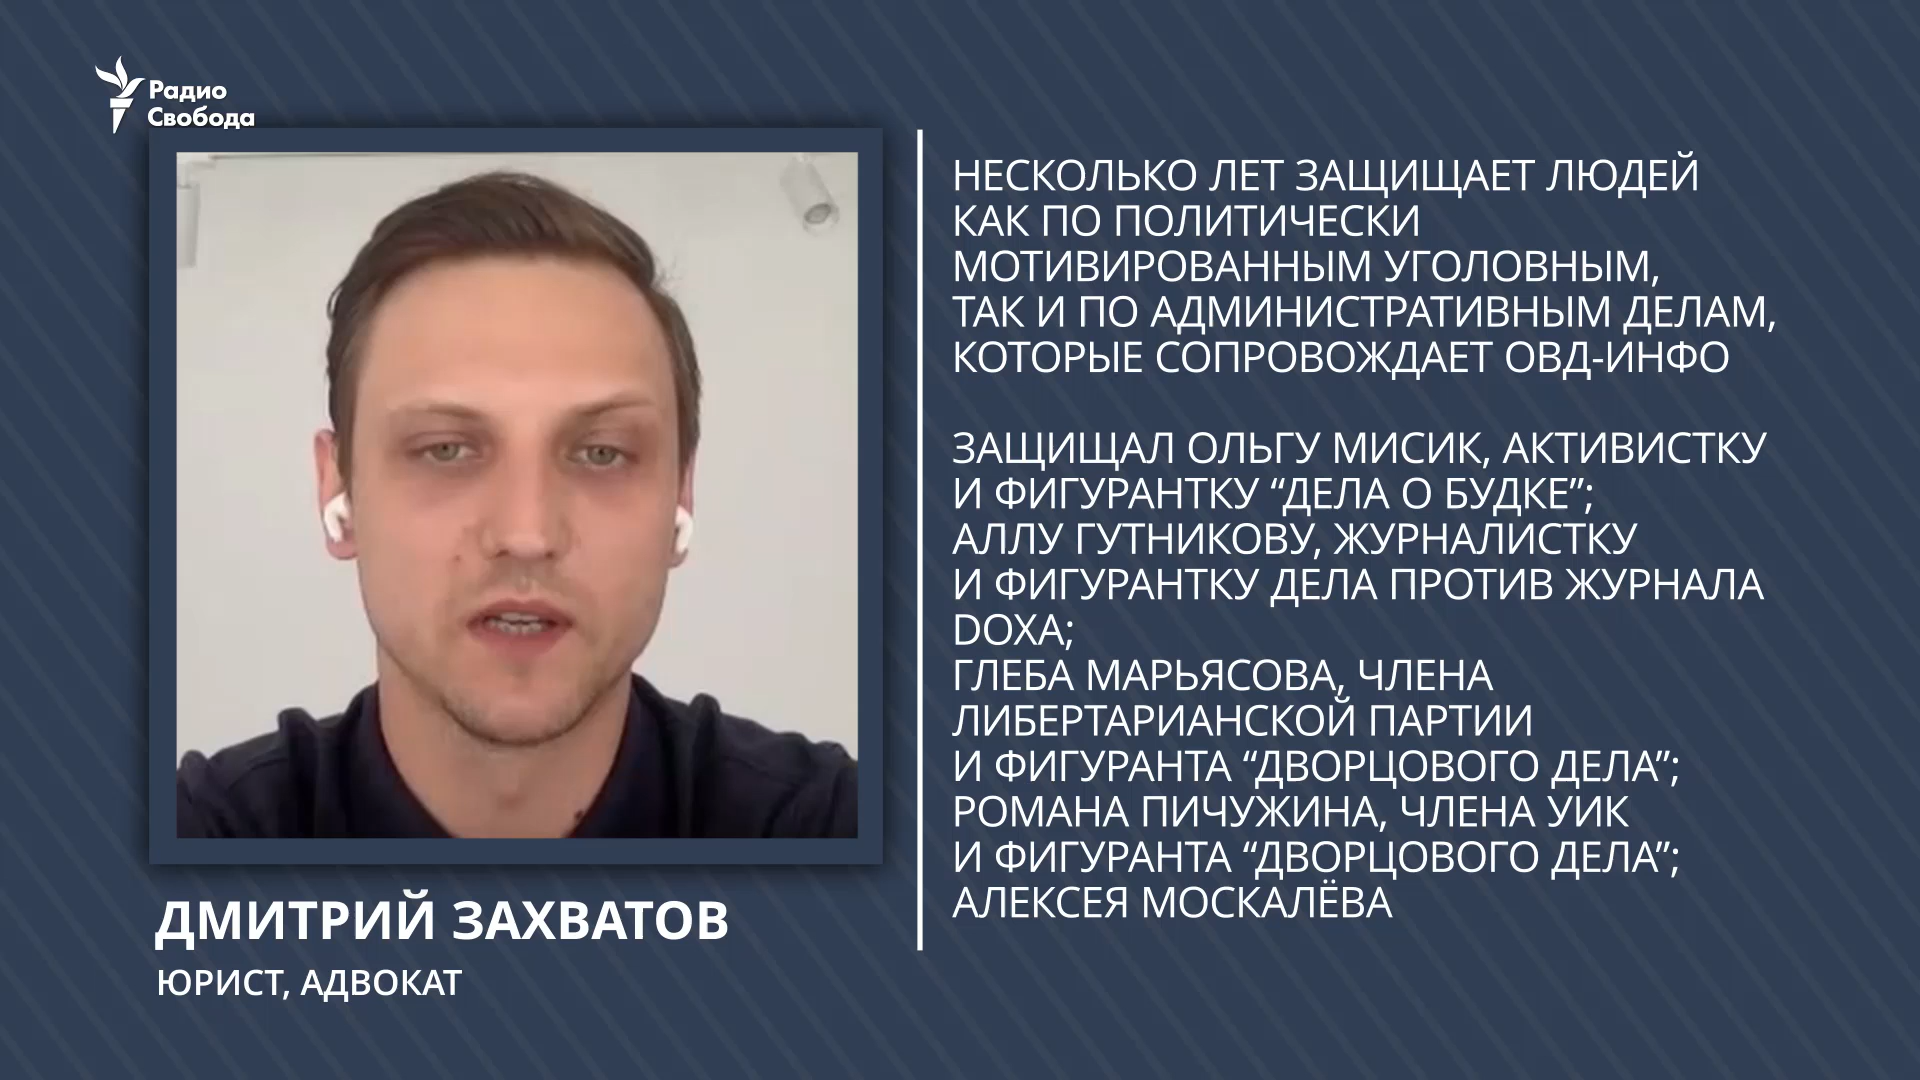 Радио
Свобода
НЕСКОЛЬКО ЛЕТ ЗАЩИЩАЕТ ЛЮДЕЙ
КАК ПО ПОЛИТИЧЕСКИ
МОТИВИРОВАННЫМ УГОЛОВНЫМ,
ТАК И ПО АДМИНИСТРАТИВНЫМ ДЕЛАМ,
КОТОРЫЕ СОПРОВОЖДАЕТ ОВД-ИНФО
ЗАЩИЩАЛ ОЛЬГУ МИСИК, АКТИВИСТКУ
И ФИГУРАНТКУ “ДЕЛА О БУДКЕ”;
АЛЛУ ГУТНИКОВУ, ЖУРНАЛИСТКУ
И ФИГУРАНТКУ ДЕЛА ПРОТИВ ЖУРНАЛА
DOXA;
ГЛЕБА МАРЬЯСОВА, ЧЛЕНА
ЛИБЕРТАРИАНСКОЙ ПАРТИИ
И ФИГУРАНТА “ДВОРЦОВОГО ДЕЛА”;
РОМАНА ПИЧУЖИНА, ЧЛЕНА УИК
И ФИГУРАНТА “ДВОРЦОВОГО ДЕЛА”;
АЛЕКСЕЯ МОСКАЛЁВА
ДМИТРИЙ ЗАХВАТОВ
ЮРИСТ, АДВОКАТ